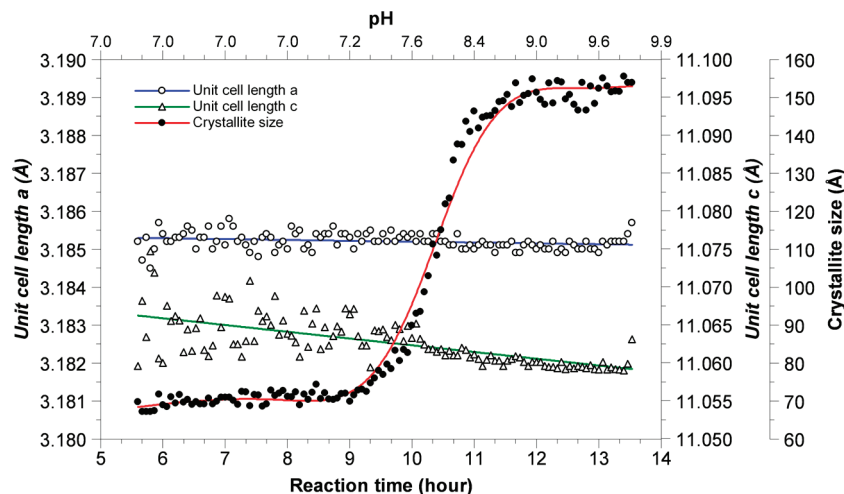 pH
7.0 7.0 7.0 7.0 7.2 7.6 8.4 9.0 9.6 9.9
3.190 11.100 160
3.189 11.095 150
3.188 11.090 140
3.187 11.085 130
3.186 11.080 120
3.185 11.075 110
3.184 11.070 100
3.183 11.065 90
3.182 11.060 80
3.181 11.055 70
3.180 11.050 60
Unit cell length a
Unit cell length c
Crystallite size
Unit cell length a (Å)
Unit cell length c (Å)
Crystallite size (Å)
5 6 7 8 9 10 11 12 13 14
Reaction time (hour)